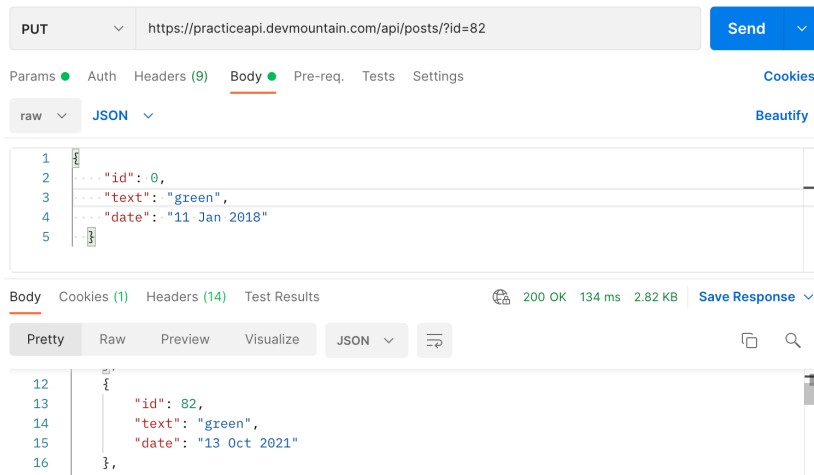 PUT https://practiceapi.devmountain.com/api/posts/?id=82 Send
Params Auth Headers (9) Body Pre-req. Tests Settings Cookies
raw JSON Beautify
1 {
2 "id": 0,
3 "text": "green",
4 "date": "11 Jan 2018"
5 }
Body Cookies (1) Headers (14) Test Results 200 OK 134 ms 2.82 KB Save Response
Pretty Raw Preview Visualize JSON
12 {
13 "id": 82,
14 "text": "green",
15 "date": "13 Oct 2021"
16 },